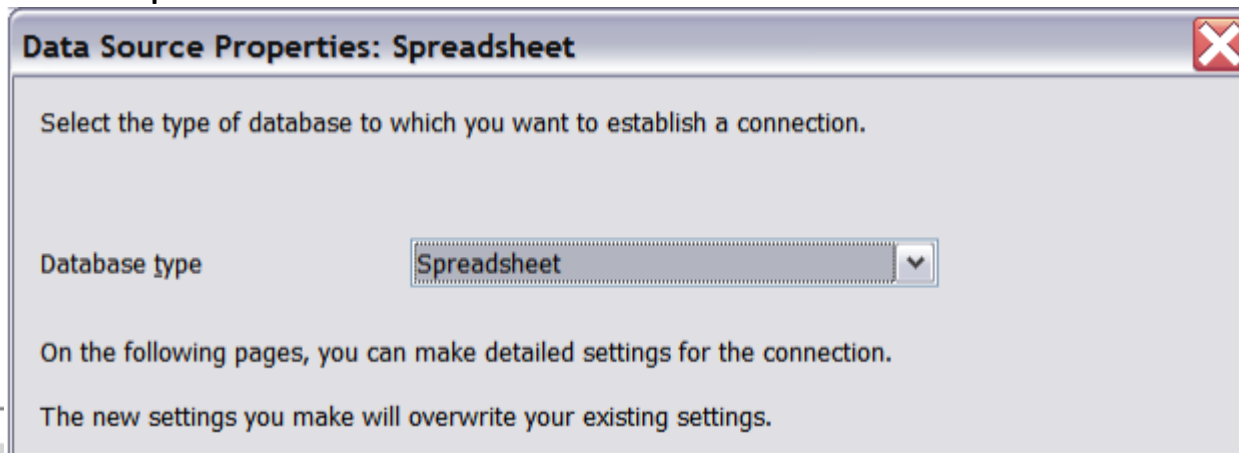 Data Source Properties: Spreadsheet
Select the type of database to which you want to establish a connection.
Database type
Spreadsheet
On the following pages, you can make detailed settings for the connection.
The new settings you make will overwrite your existing settings.